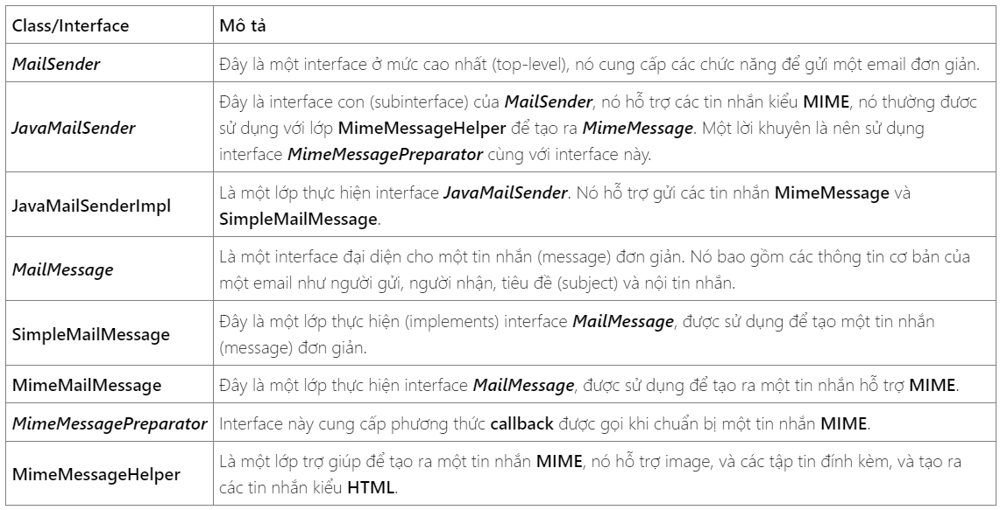 Class/Interface
Mô tả
MailSender
Đây là một interface ở mức cao nhất (top-level), nó cung cấp các chức năng để gửi một email đơn giản.
JavaMailSender
Đây là interface con (subinterface) của MailSender, nó hỗ trợ các tin nhắn kiểu MIME, nó thường đươc
sử dụng với lớp MimeMessageHelper để tạo ra MimeMessage. Một lời khuyên là nên sử dụng
interface MimeMessagePreparator cùng với interface này.
JavaMailSenderImpl
Là một lớp thực hiện interface JavaMailSender. Nó hỗ trợ gửi các tin nhắn MimeMessage và
SimpleMailMessage.
MailMessage
Là một interface đại diện cho một tin nhắn (message) đơn giản. Nó bao gồm các thông tin cơ bản của
một email như người gửi, người nhận, tiêu đề (subject) và nội tin nhắn.
SimpleMailMessage
Đây là một lớp thực hiện (implements) interface MailMessage, được sử dụng để tạo một tin nhắn
(message) đơn giản.
MimeMailMessage
Đây là một lớp thực hiện interface MailMessage, được sử dụng để tạo ra một tin nhắn hỗ trợ MIME.
MimeMessagePreparator
Interface này cung cấp phương thức callback được gọi khi chuẩn bị một tin nhắn MIME.
MimeMessageHelper
Là một lớp trợ giúp để tạo ra một tin nhắn MIME, nó hỗ trợ image, và các tập tin đính kèm, và tạo ra
các tin nhắn kiểu HTML.